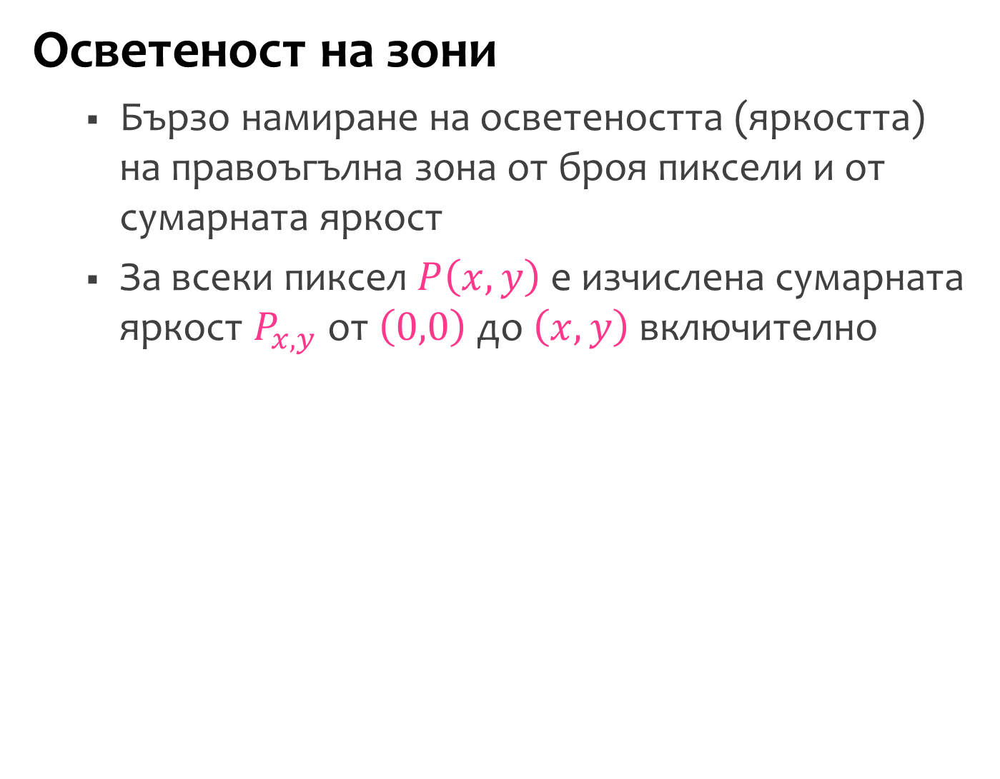 Осветеност на зони
▪ Бързо намиране на осветеността (яркостта)
на правоъгълна зона от броя пиксели и от
сумарната яркост
▪ За всеки пиксел P(x, y) е изчислена сумарната
яркост Pₓ,ᵧ от (0,0) до (x, y) включително